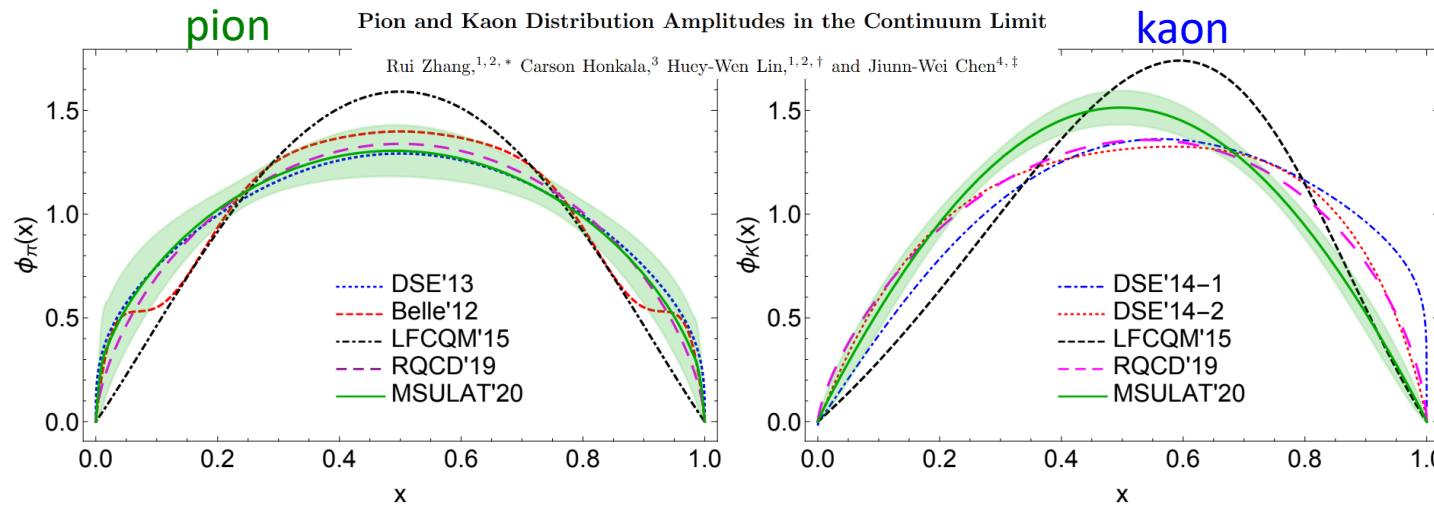 pion
Pion and Kaon Distribution Amplitudes in the Continuum Limit
kaon
Rui Zhang,1, 2, * Carson Honkala,3 Huey-Wen Lin,1, 2, † and Jiunn-Wei Chen4, ‡
ϕπ(x)
1.5
1.0
0.5
0.0
DSE'13
Belle'12
LFCQM'15
RQCD'19
MSULAT'20
0.0 0.2 0.4 0.6 0.8 1.0
x
ϕK(x)
1.5
1.0
0.5
0.0
DSE'14-1
DSE'14-2
LFCQM'15
RQCD'19
MSULAT'20
0.0 0.2 0.4 0.6 0.8 1.0
x